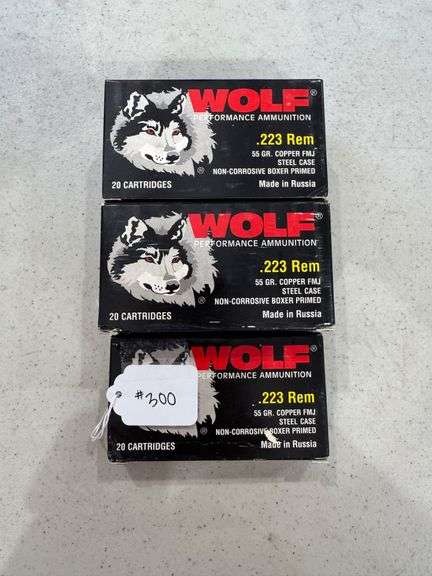 WOLF®
PERFORMANCE AMMUNITION
.223 Rem
55 GR. COPPER FMJ
STEEL CASE
® NON-CORROSIVE BOXER PRIMED
20 CARTRIDGES Made in Russia
WOLF®
PERFORMANCE AMMUNITION
.223 Rem
55 GR. COPPER FMJ
STEEL CASE
® NON-CORROSIVE BOXER PRIMED
20 CARTRIDGES Made in Russia
WOLF®
PERFORMANCE AMMUNITION
.223 Rem
#300
55 GR. COPPER FMJ
STEEL CASE
® NON-CORROSIVE BOXER PRIMED
20 CARTRIDGES Made in Russia